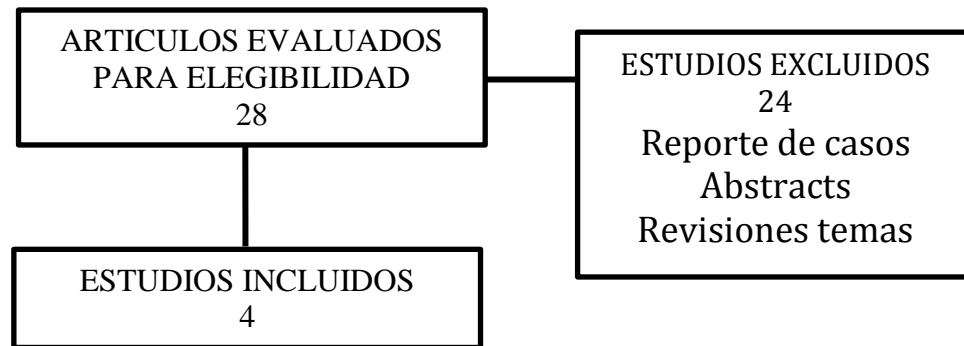 ARTICULOS EVALUADOS
PARA ELEGIBILIDAD
28
ESTUDIOS EXCLUIDOS
24
Reporte de casos
Abstracts
Revisiones temas
ESTUDIOS INCLUIDOS
4